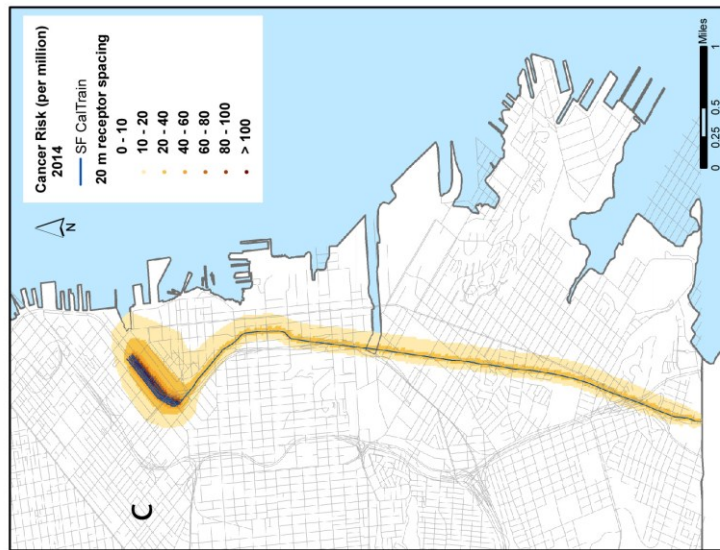 Cancer Risk (per million)
2014
SF CalTrain
20 m receptor spacing
0 - 10
10 - 20
20 - 40
40 - 60
60 - 80
80 - 100
> 100
N
C
0 0.25 0.5 1
Miles